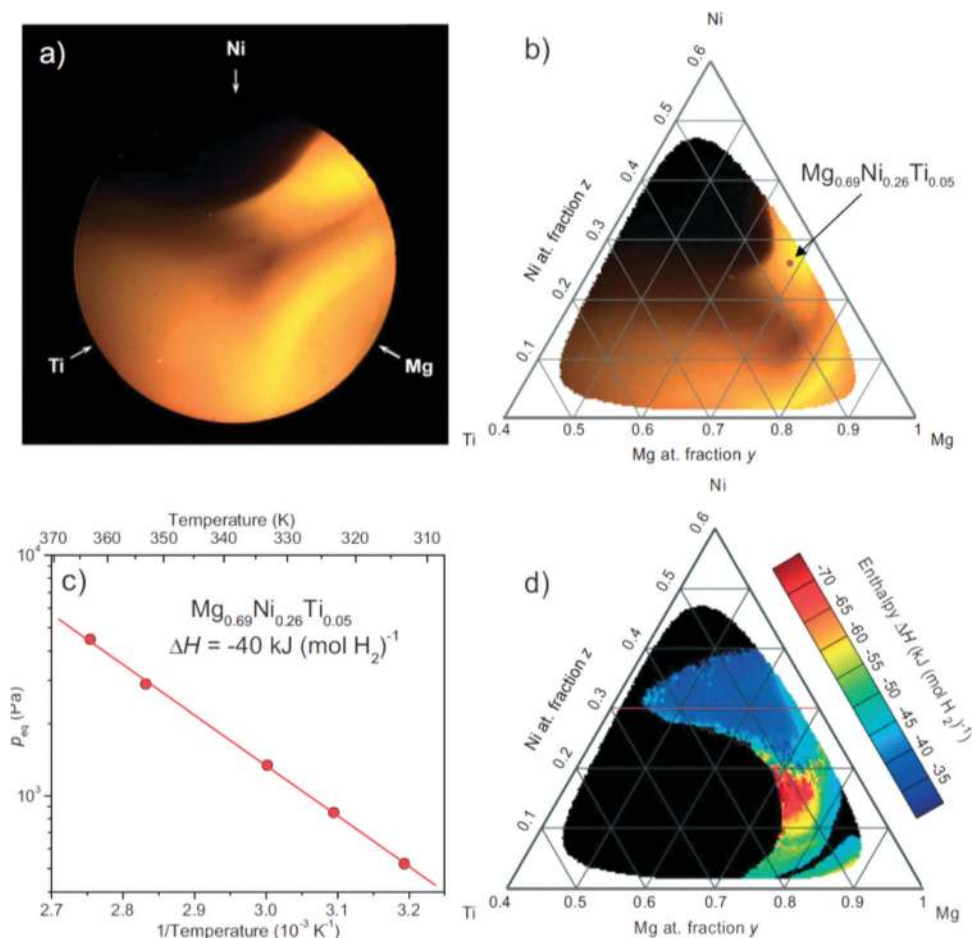 a)
Ni
Ti
Mg
b)
Ni
0.6
0.5
0.4
0.3
0.2
0.1
Ni at. fraction z
Mg₀.₆₉Ni₀.₂₆Ti₀.₀₅
0.4 0.5 0.6 0.7 0.8 0.9 1
Ti Mg
Mg at. fraction y
Temperature (K)
370 360 350 340 330 320 310
c)
Mg₀.₆₉Ni₀.₂₆Ti₀.₀₅
ΔH = -40 kJ (mol H₂)⁻¹
10⁴
10³
p_eq (Pa)
2.7 2.8 2.9 3.0 3.1 3.2
1/Temperature (10⁻³ K⁻¹)
d)
Ni
0.6
0.5
0.4
0.3
0.2
0.1
Ni at. fraction z
Enthalpy ΔH (kJ (mol H₂)⁻¹)
-70
-65
-60
-55
-50
-45
-40
-35
0.4 0.5 0.6 0.7 0.8 0.9 1
Ti Mg
Mg at. fraction y